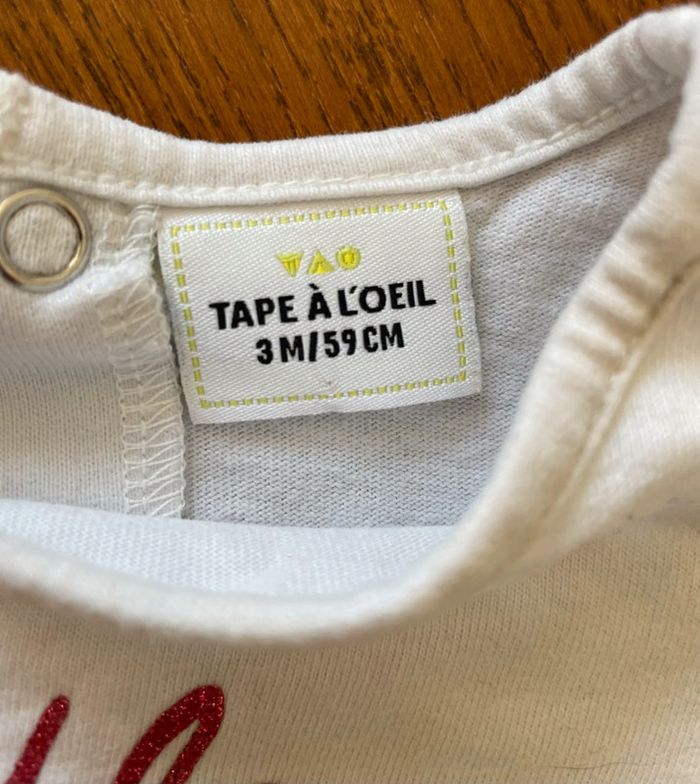 TAO
TAPE À L'OEIL
3 M/59 CM